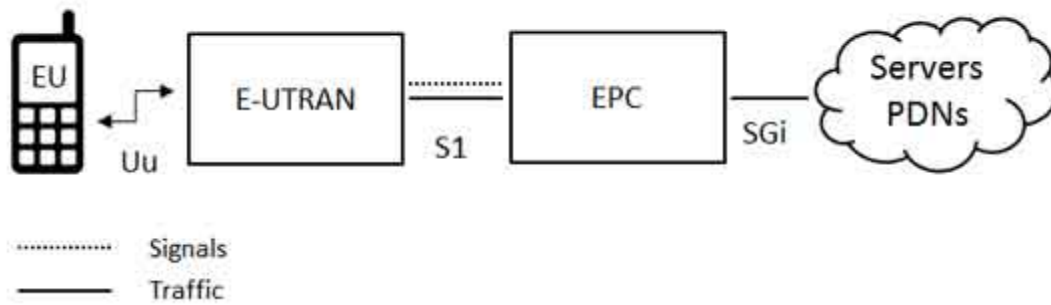 EU
Uu
E-UTRAN
S1
EPC
SGi
Servers
PDNs
Signals
Traffic